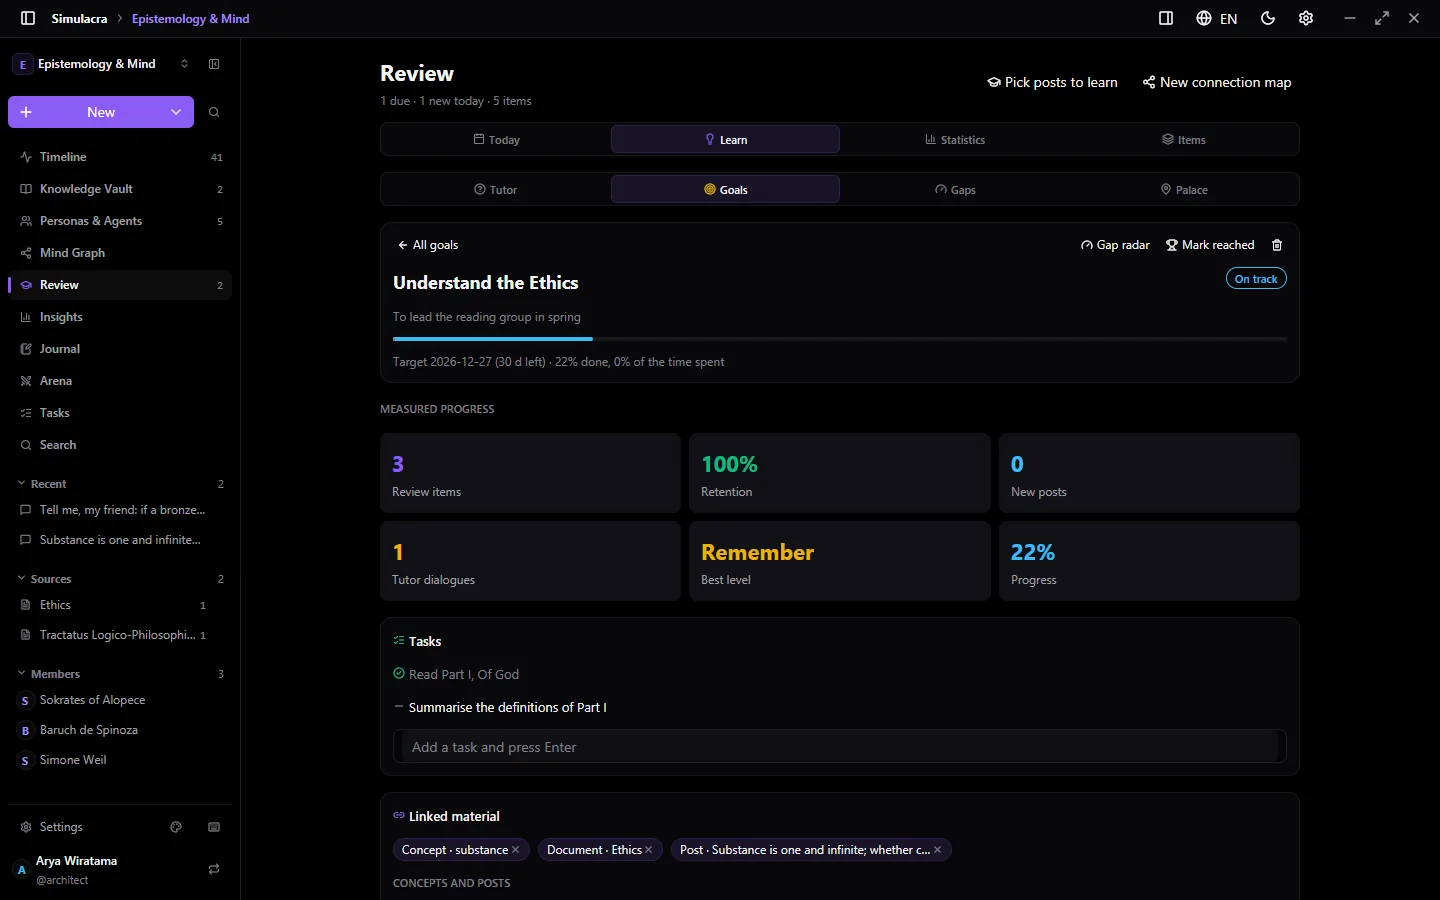 Simulacra
Epistemology & Mind
EN
E
Epistemology & Mind
New
Timeline
41
Knowledge Vault
2
Personas & Agents
5
Mind Graph
Review
2
Insights
Journal
Arena
Tasks
Search
Recent
2
Tell me, my friend: if a bronze...
Substance is one and infinite...
Sources
2
Ethics
1
Tractatus Logico-Philosophi...
1
Members
3
S
Sokrates of Alopece
B
Baruch de Spinoza
S
Simone Weil
Settings
A
Arya Wiratama
@architect
Review
1 due · 1 new today · 5 items
Pick posts to learn
New connection map
Today
Learn
Statistics
Items
Tutor
Goals
Gaps
Palace
All goals
Gap radar
Mark reached
Understand the Ethics
On track
To lead the reading group in spring
Target 2026-12-27 (30 d left) · 22% done, 0% of the time spent
MEASURED PROGRESS
3
Review items
100%
Retention
0
New posts
1
Tutor dialogues
Remember
Best level
22%
Progress
Tasks
Read Part I, Of God
Summarise the definitions of Part I
Add a task and press Enter
Linked material
Concept · substance
Document · Ethics
Post · Substance is one and infinite; whether c...
CONCEPTS AND POSTS